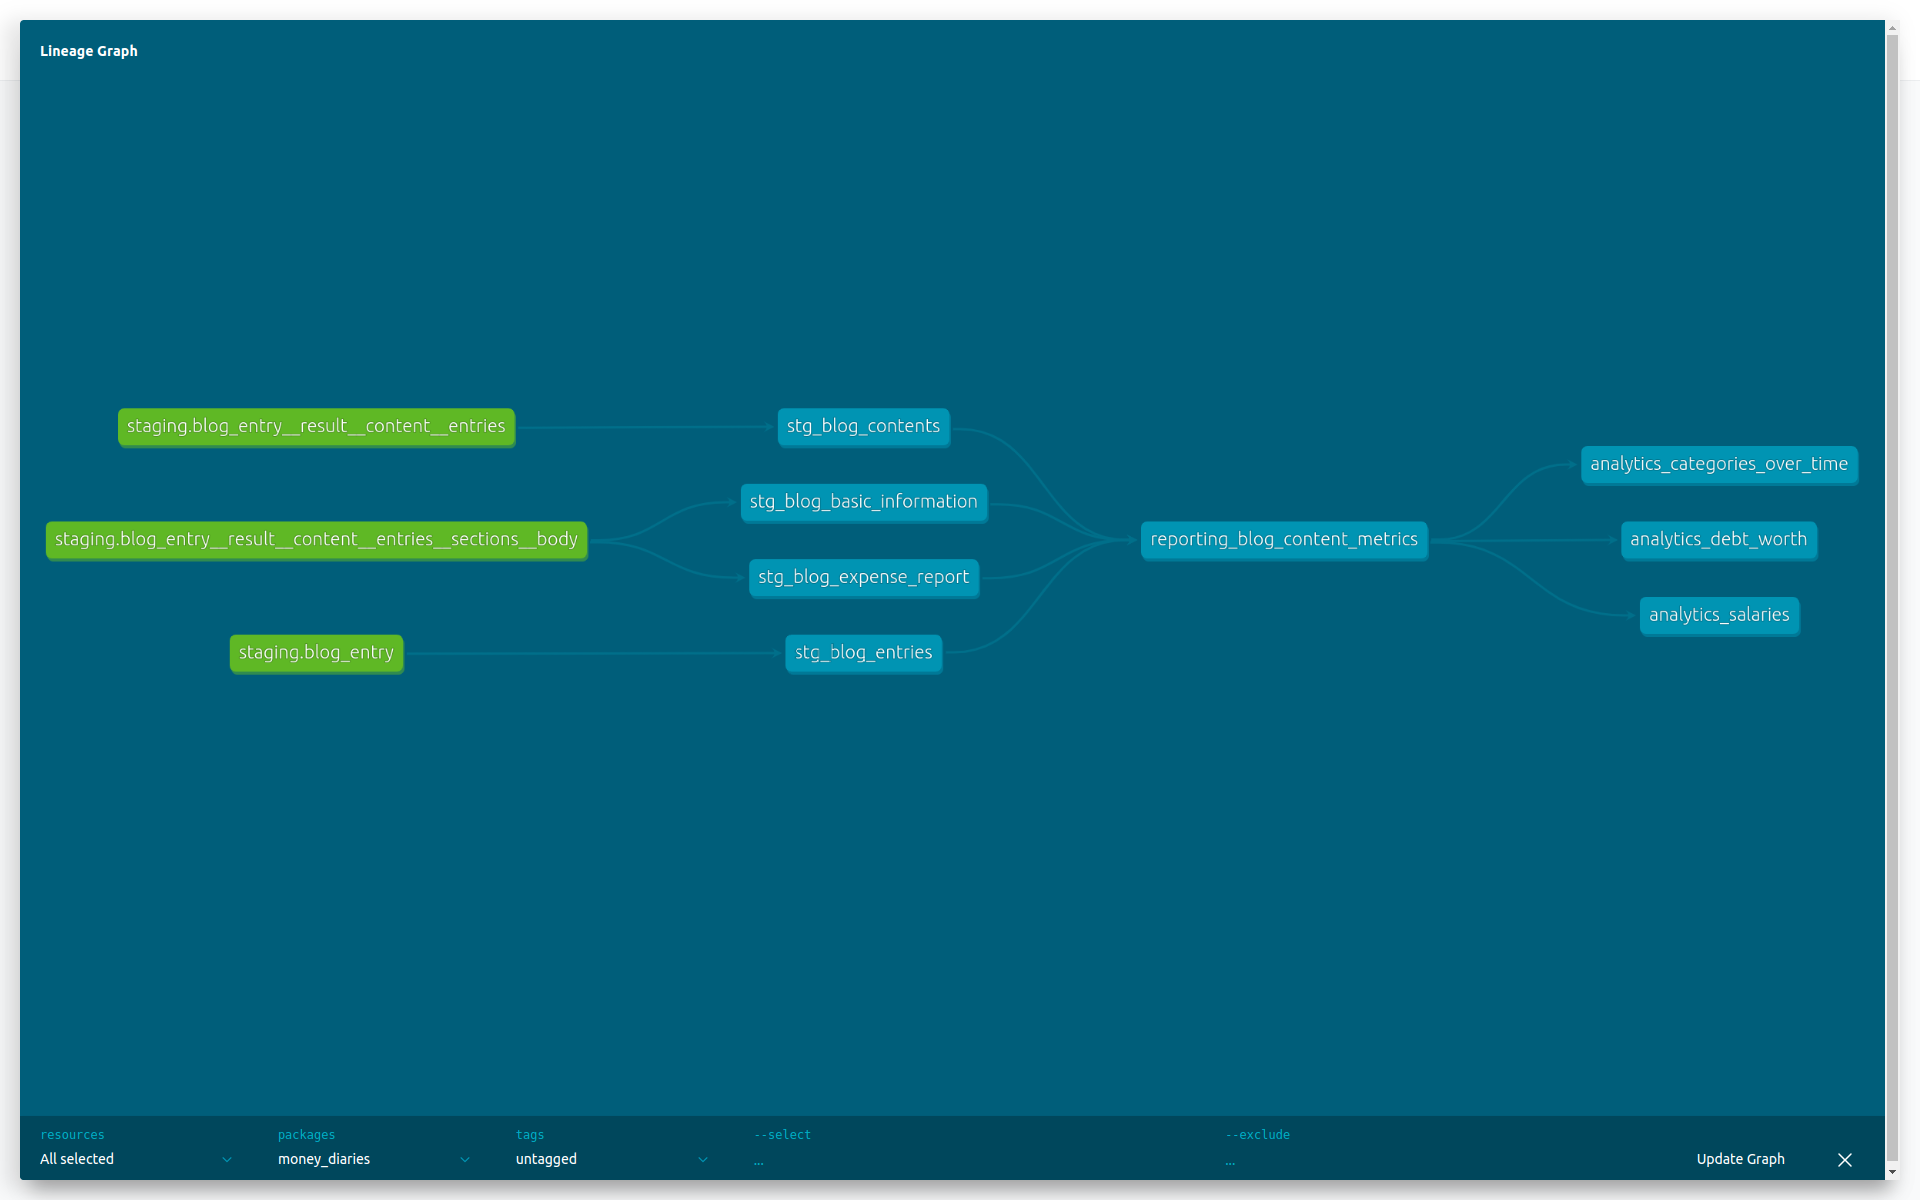 Lineage Graph
staging.blog_entry__result__content__entries
stg_blog_contents
analytics_categories_over_time
stg_blog_basic_information
staging.blog_entry__result__content__entries__sections__body
reporting_blog_content_metrics
analytics_debt_worth
stg_blog_expense_report
analytics_salaries
staging.blog_entry
stg_blog_entries
resources packages tags --select --exclude
All selected money_diaries untagged ... ... Update Graph